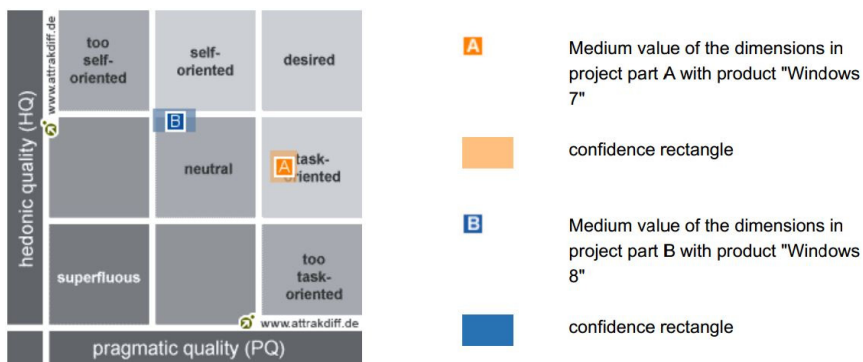 hedonic quality (HQ)
www.attrakdiff.de
too
self-
oriented
self-
oriented
desired
B
neutral
A
task-
oriented
superfluous
too
task-
oriented
www.attrakdiff.de
pragmatic quality (PQ)
A
Medium value of the dimensions in
project part A with product "Windows
7"
confidence rectangle
B
Medium value of the dimensions in
project part B with product "Windows
8"
confidence rectangle